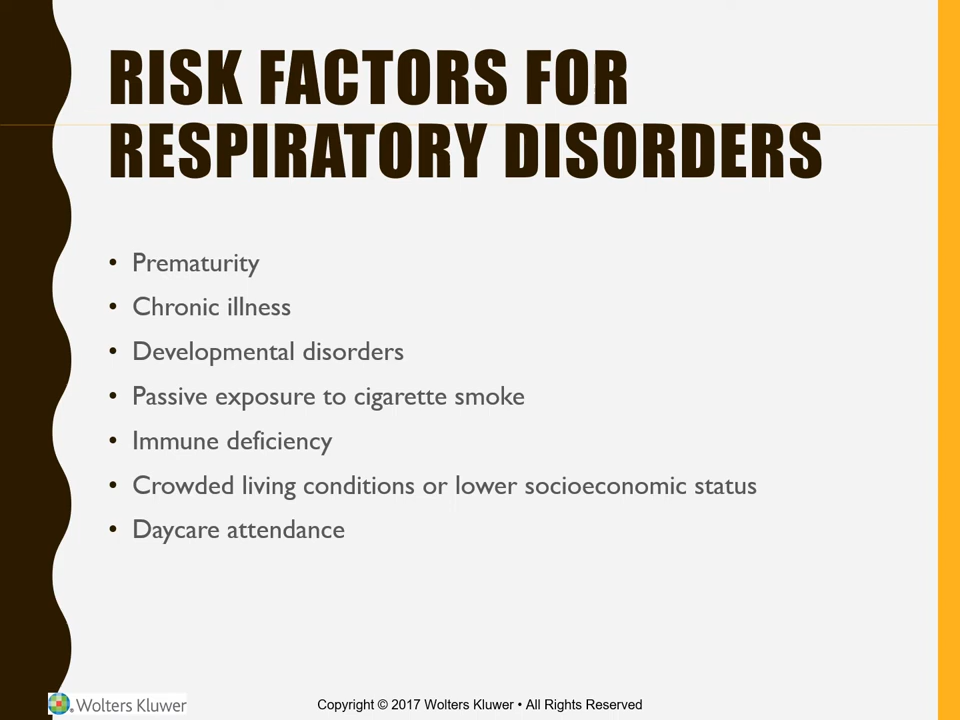 RISK FACTORS FOR
RESPIRATORY DISORDERS
• Prematurity
• Chronic illness
• Developmental disorders
• Passive exposure to cigarette smoke
• Immune deficiency
• Crowded living conditions or lower socioeconomic status
• Daycare attendance
Wolters Kluwer
Copyright © 2017 Wolters Kluwer • All Rights Reserved